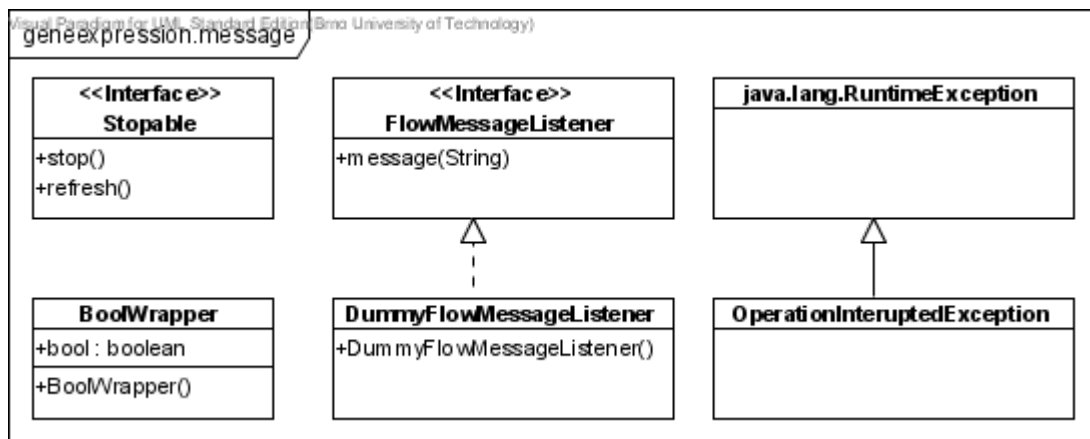 Visual Paradigm for UML Standard Edition(Brno University of Technology)
geneexpression.message
<<Interface>>
Stopable
+stop()
+refresh()
<<Interface>>
FlowMessageListener
+message(String)
java.lang.RuntimeException
BoolWrapper
+bool : boolean
+BoolWrapper()
DummyFlowMessageListener
+DummyFlowMessageListener()
OperationInteruptedException